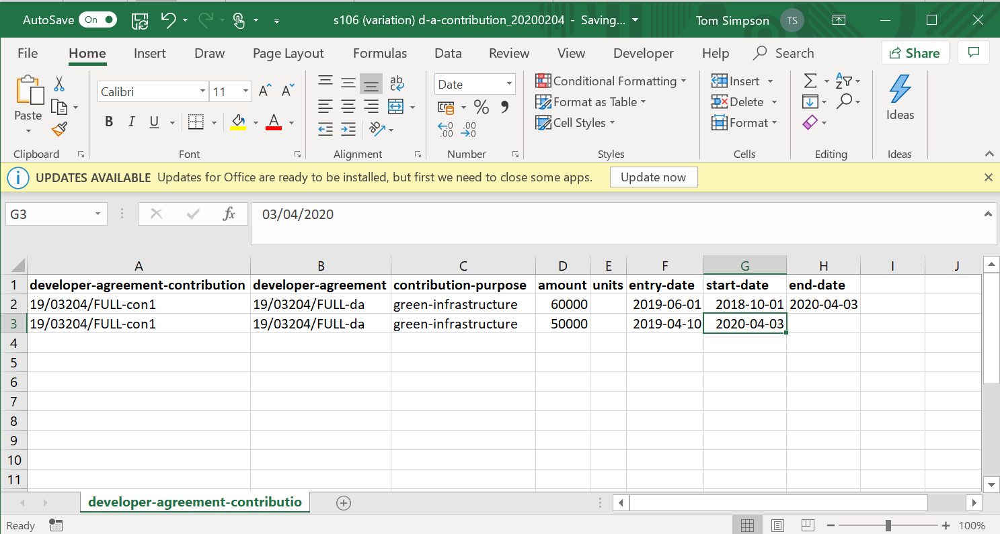 AutoSave On s106 (variation) d-a-contribution_20200204 - Saving... Tom Simpson TS
File Home Insert Draw Page Layout Formulas Data Review View Developer Help Search Share
Paste
Calibri 11
B I U A
ab
c
Date
%
Conditional Formatting
Format as Table
Cell Styles
Insert
Delete
Format
Ideas
Clipboard Font Alignment Number Styles Cells Editing Ideas
UPDATES AVAILABLE Updates for Office are ready to be installed, but first we need to close some apps. Update now
G3 fx 03/04/2020
A B C D E F G H I J
1 developer-agreement-contribution developer-agreement contribution-purpose amount units entry-date start-date end-date
2 19/03204/FULL-con1 19/03204/FULL-da green-infrastructure 60000 2019-06-01 2018-10-01 2020-04-03
3 19/03204/FULL-con1 19/03204/FULL-da green-infrastructure 50000 2019-04-10 2020-04-03
4
5
6
7
8
9
10
11
developer-agreement-contributio
Ready 100%